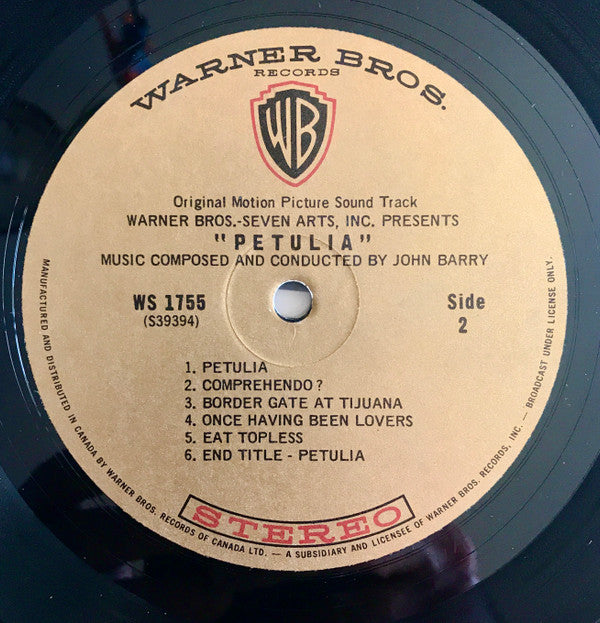 WARNER BROS.
RECORDS
WB
Original Motion Picture Sound Track
WARNER BROS.-SEVEN ARTS, INC. PRESENTS
"PETULIA"
MUSIC COMPOSED AND CONDUCTED BY JOHN BARRY
WS 1755
(S39394)
Side
2
1. PETULIA
2. COMPREHENDO?
3. BORDER GATE AT TIJUANA
4. ONCE HAVING BEEN LOVERS
5. EAT TOPLESS
6. END TITLE - PETULIA
STEREO
MANUFACTURED AND DISTRIBUTED IN CANADA BY WARNER BROS. RECORDS OF CANADA LTD. — A SUBSIDIARY AND LICENSEE OF WARNER BROS. RECORDS, INC. — BROADCAST UNDER LICENSE ONLY.